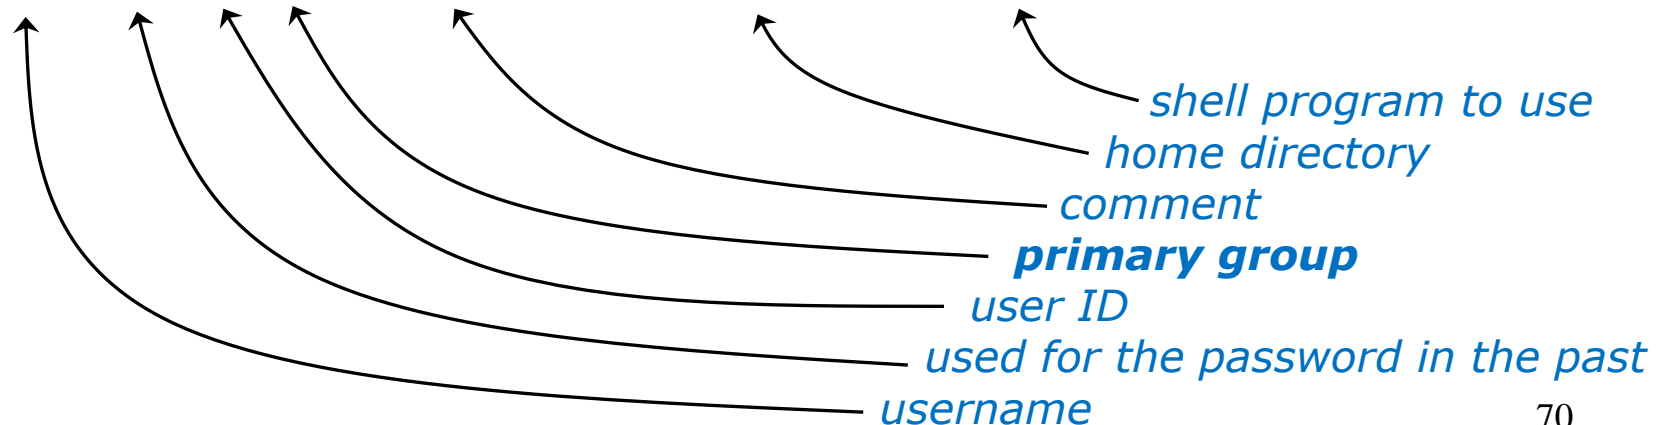 shell program to use
home directory
comment
primary group
user ID
used for the password in the past
username
70